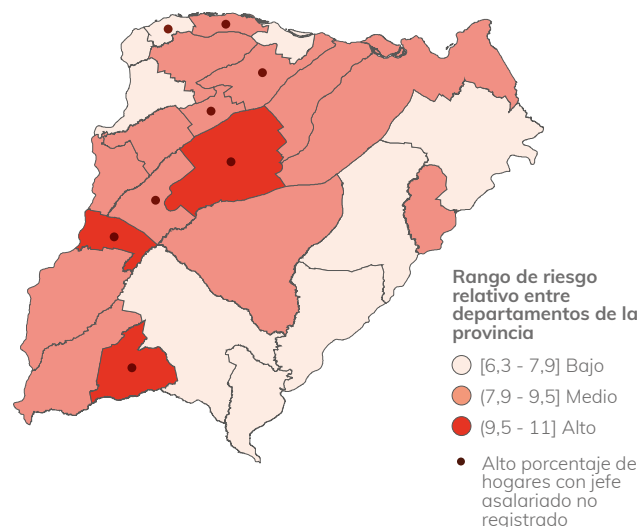 Rango de riesgo
relativo entre
departamentos de la
provincia
[6,3 - 7,9] Bajo
(7,9 - 9,5] Medio
(9,5 - 11] Alto
Alto porcentaje de
hogares con jefe
asalariado no
registrado